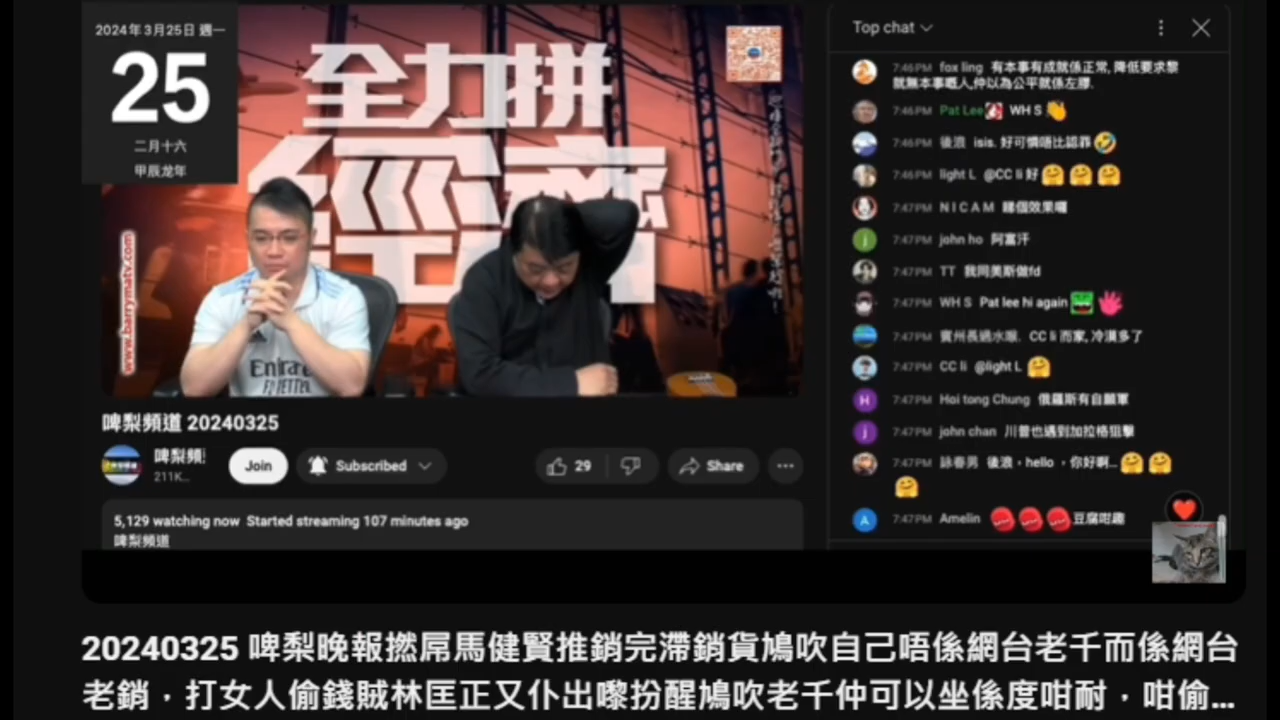 2024年3月25日 週一
25
二月十六
甲辰龙年
全力拼
經濟
www.barrymatv.com
Emirates
FLY BETTER
啤梨頻道 20240325
啤梨頻
211K...
Join
Subscribed
29
Share
5,129 watching now Started streaming 107 minutes ago
啤梨頻道
Top chat
7:46PM fox ling 有本事有成就係正常, 降低要求黎
就無本事嘅人仲以為公平就係左膠.
7:46PM Pat Lee WH S
7:46PM 後浪 isis. 好可憐唔比認罪
7:46PM light L @CC li 好
7:47PM N I C A M 睇個效果囉
7:47PM john ho 阿富汗
7:47PM TT 我同美斯做fd
7:47PM WH S Pat lee hi again
7:47PM 賓州長過水喉. CC li 而家, 冷漠多了
7:47PM CC li @light L
7:47PM Hoi tong Chung 俄羅斯有自願軍
7:47PM john chan 川普也遇到加拉格狙擊
7:47PM 詠春男 後浪，hello ，你好啊...
7:47PM Amelin 豆腐咁趣
20240325 啤梨晚報撚屌馬健賢推銷完滯銷貨鳩吹自己唔係網台老千而係網台
老銷，打女人偷錢賊林匡正又仆出嚟扮醒鳩吹老千仲可以坐係度咁耐，咁偷...